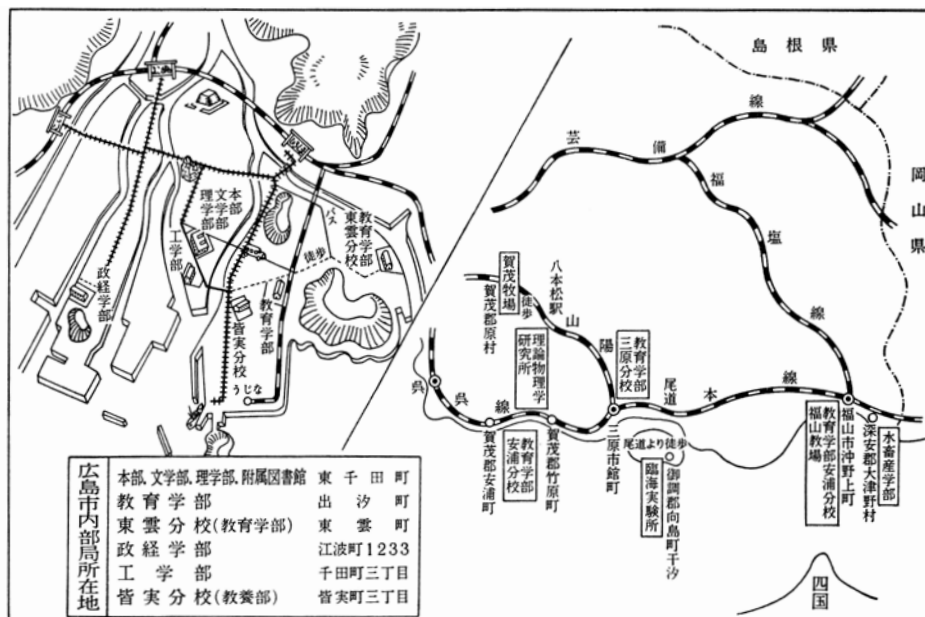 島根県
岡山県
芸備線
福塩線
山陽本線
呉線
呉
四国
本部
文学部
理学部
工学部
政経学部
教育学部
皆実分校
教育学部
東雲分校
バス
徒歩
うじな
賀茂牧場
賀茂郡原村
徒歩
八本松駅
理論物理学
研究所
教育学部
三原分校
尾道
三原市館町
賀茂郡竹原町
教育学部
安浦分校
賀茂郡安浦町
尾道より徒歩
臨海実験所
御調郡向島町干汐
教育学部安浦分校
福山教場
福山市沖野上町
深安郡大津野村
水畜産学部
広島市内部局所在地
本部、文学部、理学部、附属図書館 東千田町
教育学部 出汐町
東雲分校(教育学部) 東雲町
政経学部 江波町1233
工学部 千田町三丁目
皆実分校(教養部) 皆実町三丁目